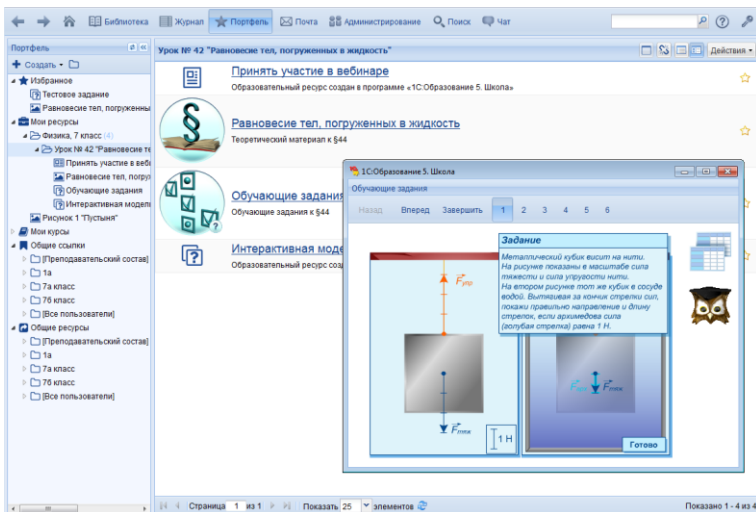 Библиотека Журнал Портфель Почта Администрирование Поиск Чат
Портфель
Создать
Избранное
Тестовое задание
Равновесие тел, погруженны
Мои ресурсы
Физика, 7 класс (4)
Урок № 42 "Равновесие те
Принять участие в веби
Равновесие тел, погру
Обучающие задания
Интерактивная модел
Рисунок 1 "Пустыня"
Мои курсы
Общие ссылки
[Преподавательский состав]
1а
7а класс
7б класс
[Все пользователи]
Общие ресурсы
[Преподавательский состав]
1а
7а класс
7б класс
[Все пользователи]
Урок № 42 "Равновесие тел, погруженных в жидкость"
Действия
Принять участие в вебинаре
Образовательный ресурс создан в программе «1С:Образование 5. Школа»
Равновесие тел, погруженных в жидкость
Теоретический материал к §44
Обучающие задания
Обучающие задания к §44
Интерактивная моде
Образовательный ресурс созд
1С:Образование 5. Школа
Обучающие задания
Назад Вперед Завершить 1 2 3 4 5 6
Задание
Металлический кубик висит на нити.
На рисунке показаны в масштабе сила
тяжести и сила упругости нити.
На втором рисунке тот же кубик в сосуде
водой. Вытягивая за кончик стрелки сил,
покажи правильно направление и длину
стрелок, если архимедова сила
(голубая стрелка) равна 1 Н.
Fупр
Fтяж
1 Н
Fтяж
Готово
Страница 1 из 1 Показать 25 элементов
Показано 1 - 4 из 4